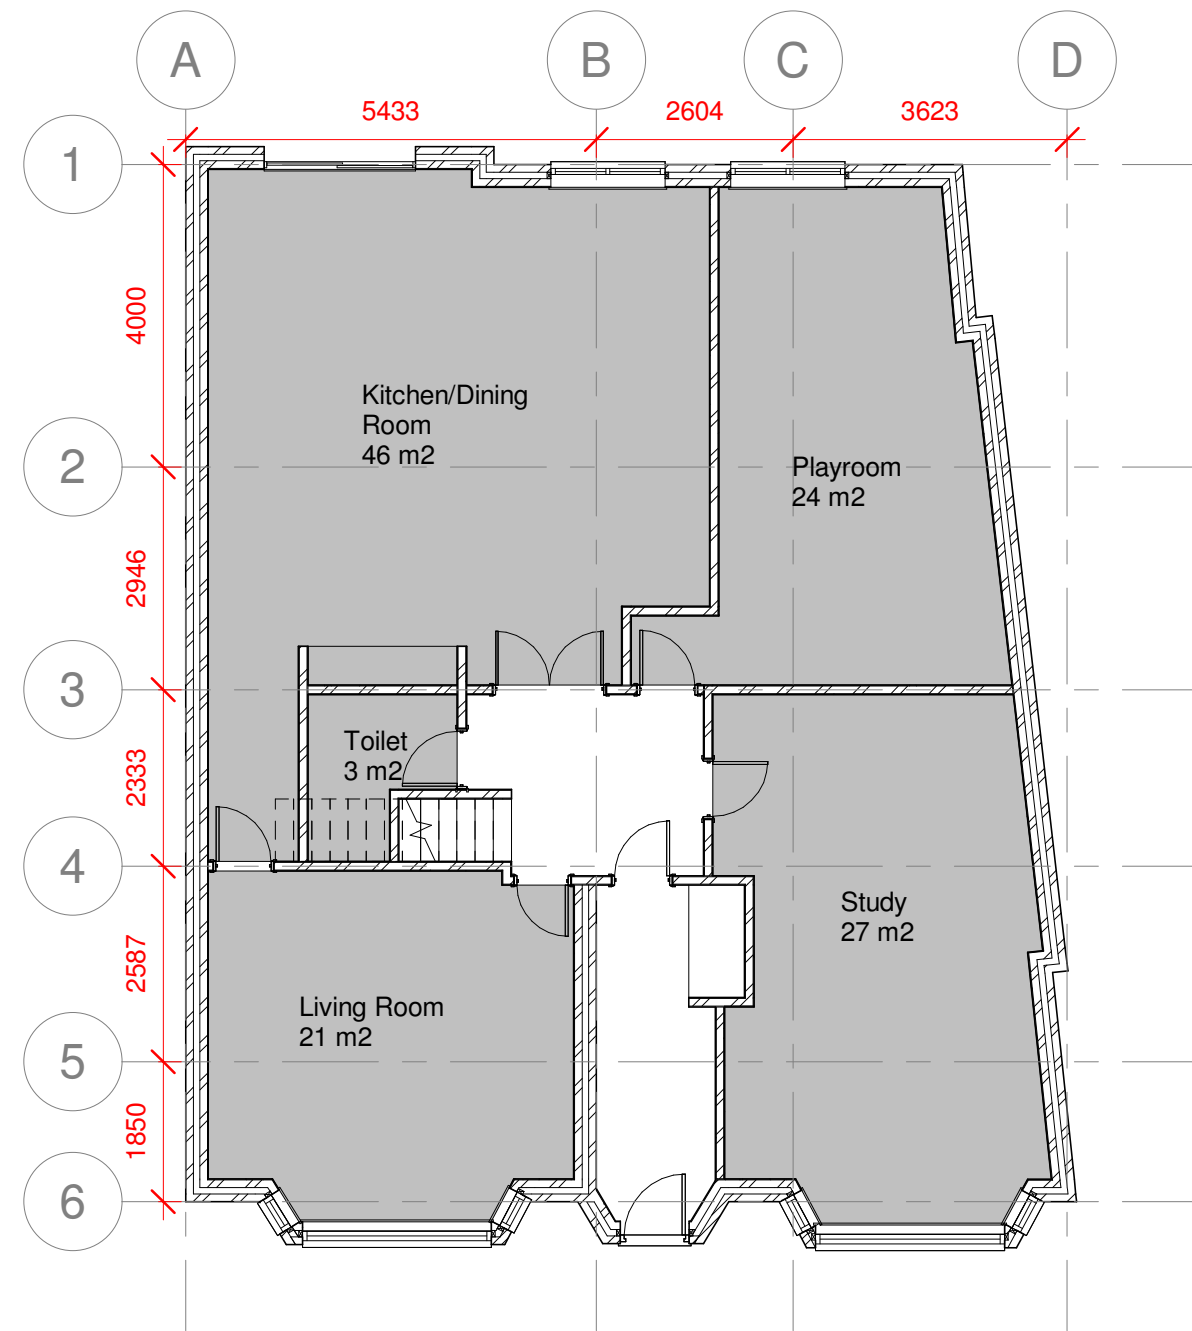 A
B
C
D
5433
2604
3623
1
4000
Kitchen/Dining
Room
46 m2
2
Playroom
24 m2
2946
3
Toilet
3 m2
2333
4
Study
27 m2
2587
Living Room
21 m2
5
1850
6